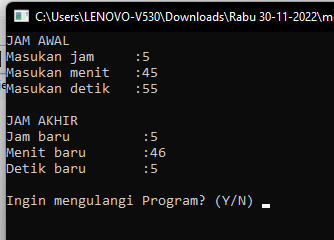 C:\Users\LENOVO-V530\Downloads\Rabu 30-11-2022\m
JAM AWAL
Masukan jam :5
Masukan menit :45
Masukan detik :55
JAM AKHIR
Jam baru :5
Menit baru :46
Detik baru :5
Ingin mengulangi Program? (Y/N) _